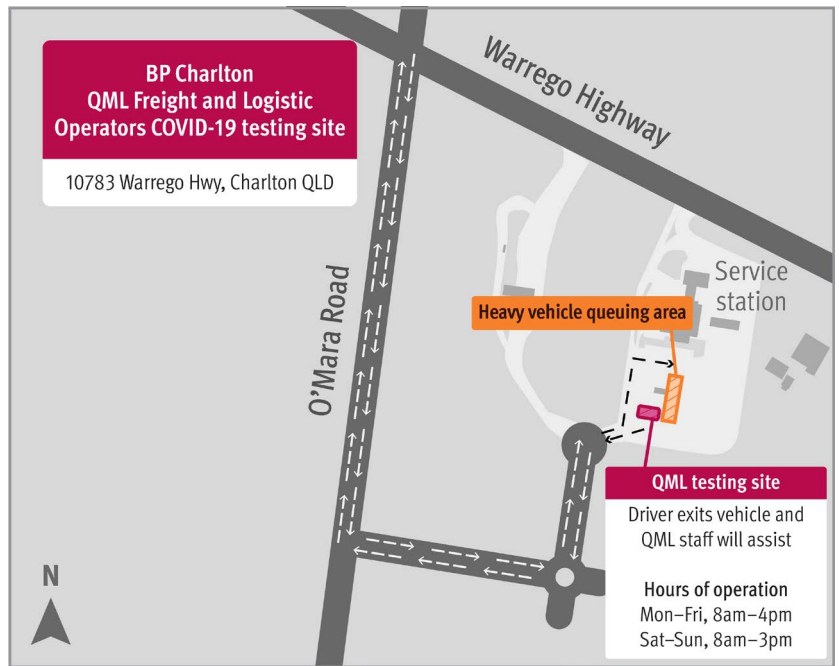 BP Charlton
QML Freight and Logistic
Operators COVID-19 testing site
10783 Warrego Hwy, Charlton QLD
Warrego Highway
O’Mara Road
Service
station
Heavy vehicle queuing area
QML testing site
Driver exits vehicle and
QML staff will assist
Hours of operation
Mon–Fri, 8am–4pm
Sat–Sun, 8am–3pm
N